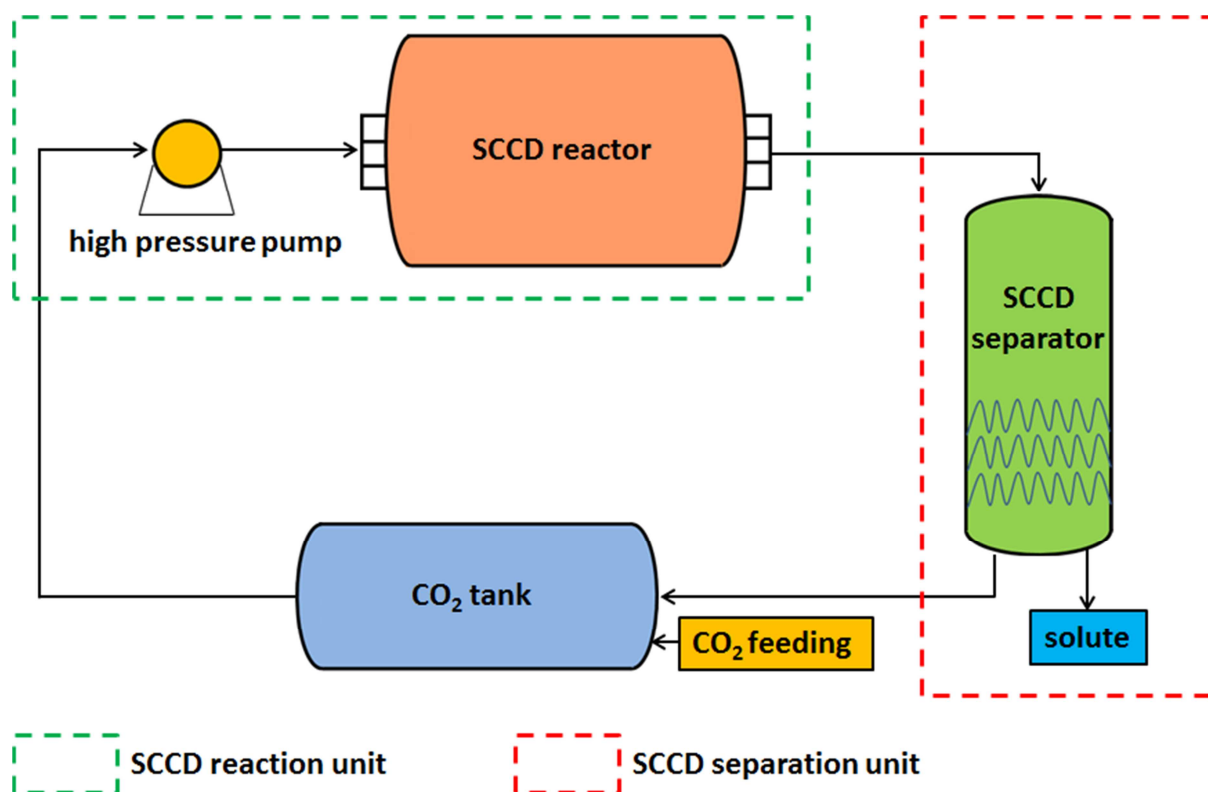 SCCD reactor
high pressure pump
SCCD
separator
CO₂ tank
CO₂ feeding
solute
SCCD reaction unit
SCCD separation unit